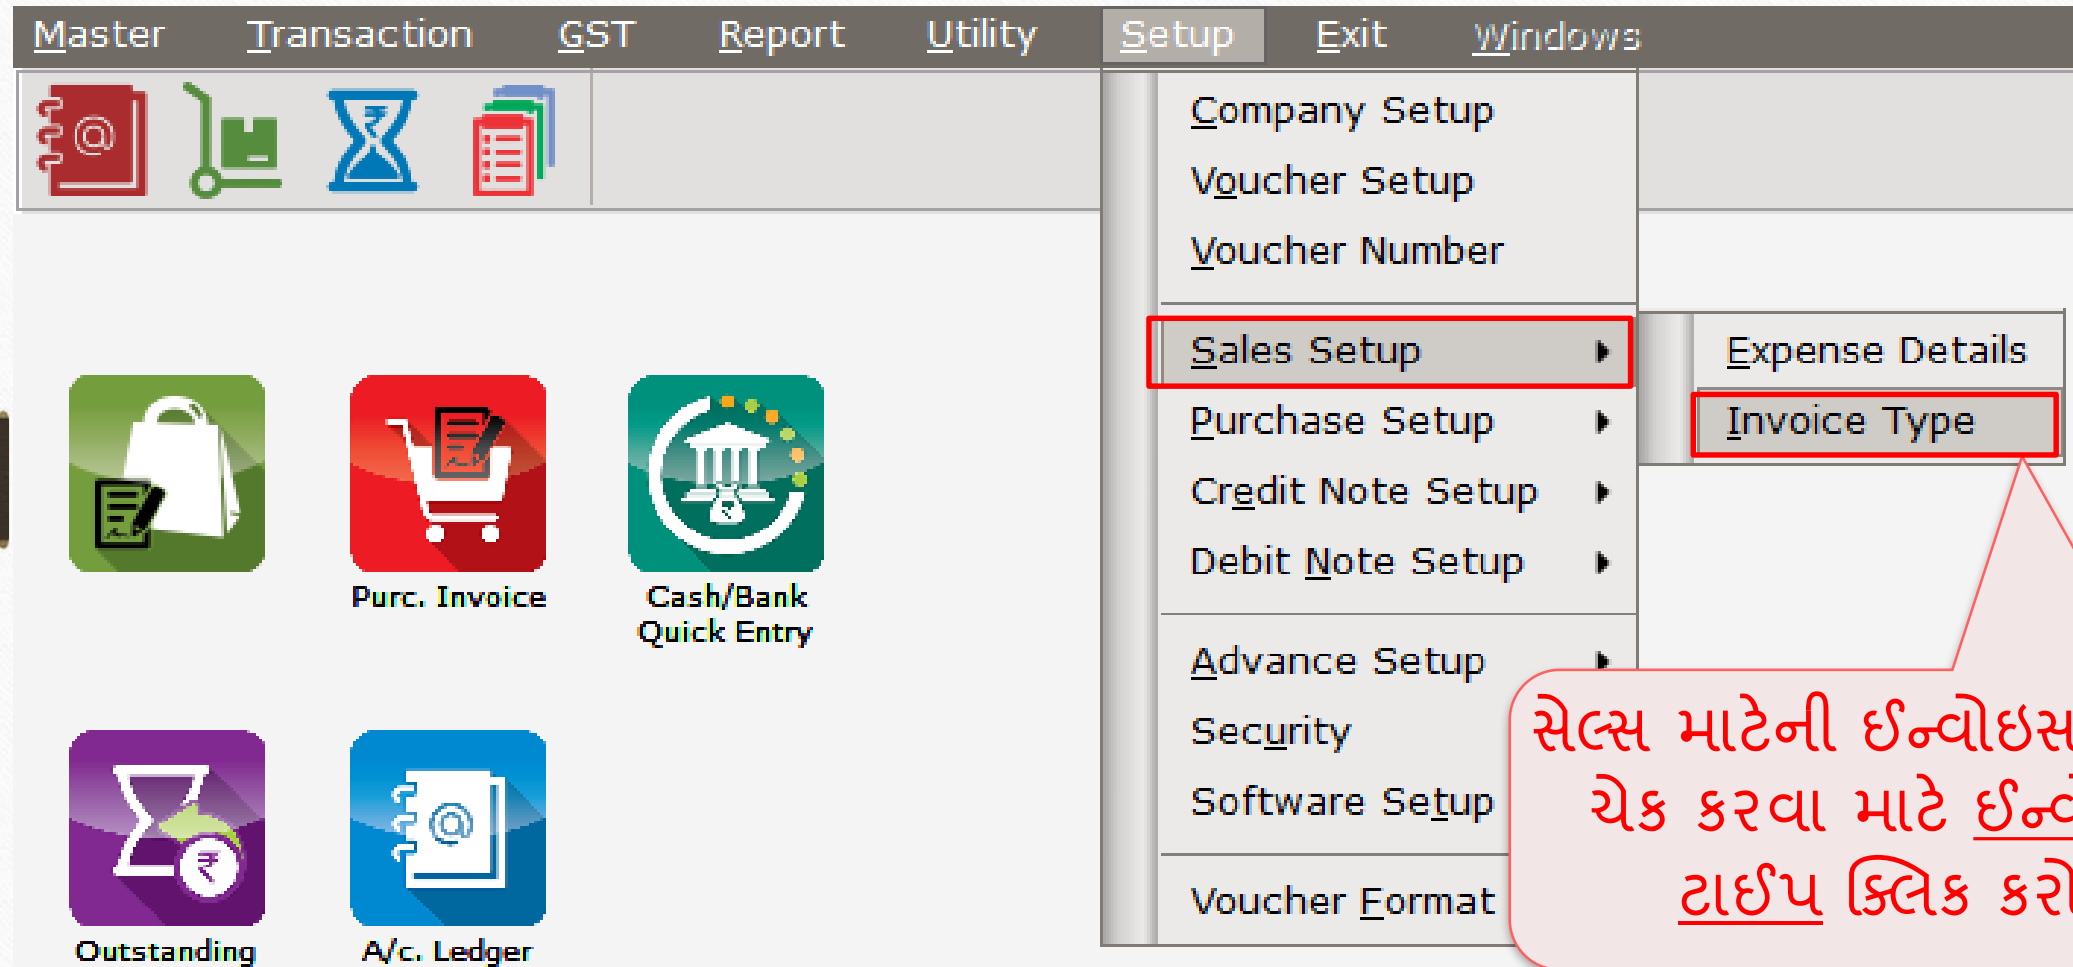 Master Transaction GST Report Utility Setup Exit Windows
Company Setup
Voucher Setup
Voucher Number
Sales Setup
Purchase Setup
Credit Note Setup
Debit Note Setup
Advance Setup
Security
Software Setup
Voucher Format
Expense Details
Invoice Type
Purc. Invoice
Cash/Bank
Quick Entry
Outstanding
A/c. Ledger
સેલ્સ માટેની ઈન્વોઇસ
ચેક કરવા માટે
ટાઈપ ક્લિક કરો